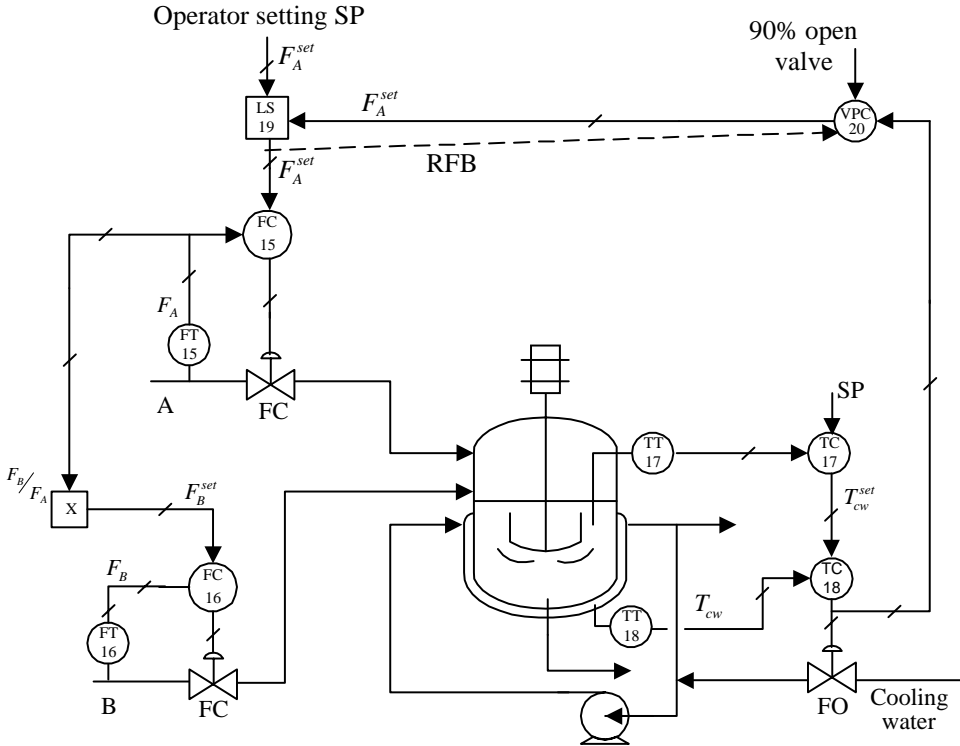 Operator setting SP
90% open
valve
F_A^set
LS
19
F_A^set
VPC
20
F_A^set
RFB
FC
15
F_A
FT
15
A
FC
SP
TT
17
TC
17
F_B/F_A
X
F_B^set
T_cw^set
F_B
FC
16
TC
18
T_cw
TT
18
FT
16
B
FC
FO
Cooling
water